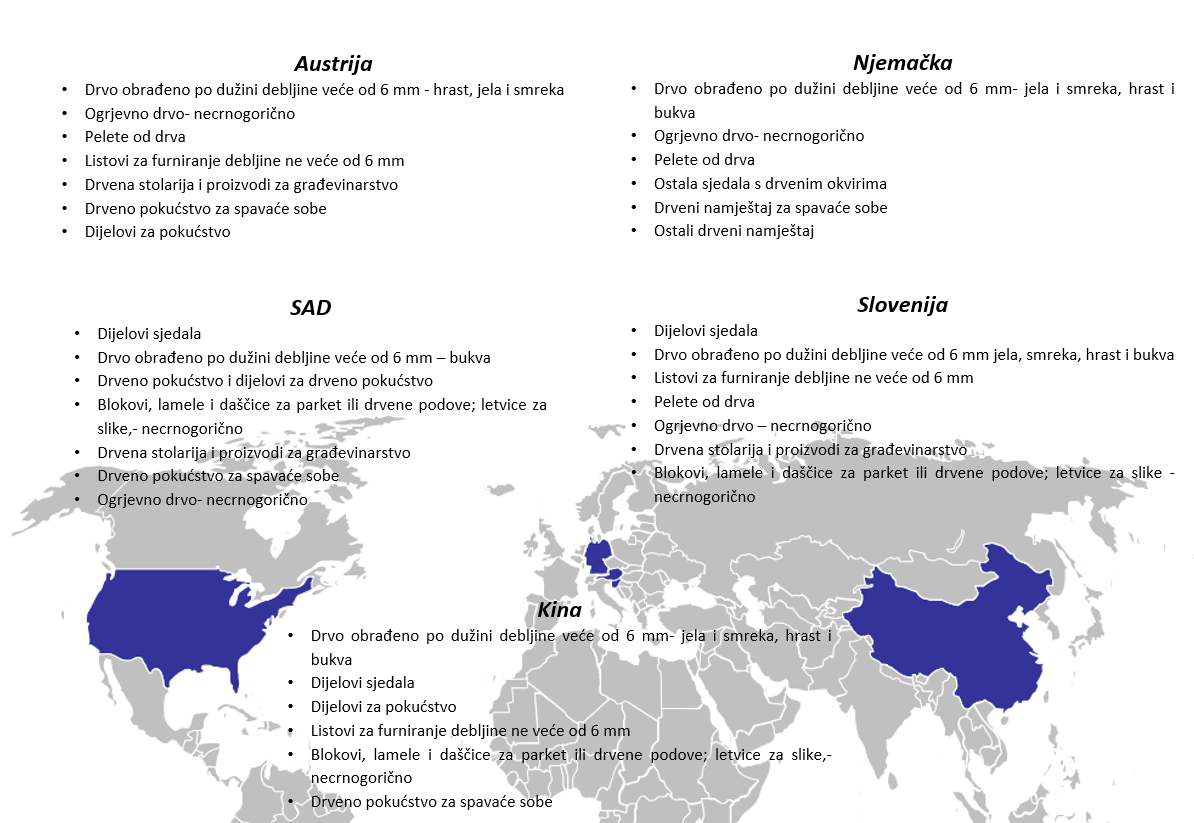 Austrija
• Drvo obrađeno po dužini debljine veće od 6 mm - hrast, jela i smreka
• Ogrjevno drvo- necrnogorično
• Pelete od drva
• Listovi za furniranje debljine ne veće od 6 mm
• Drvena stolarija i proizvodi za građevinarstvo
• Drveno pokućstvo za spavaće sobe
• Dijelovi za pokućstvo
Njemačka
• Drvo obrađeno po dužini debljine veće od 6 mm- jela i smreka, hrast i
bukva
• Ogrjevno drvo- necrnogorično
• Pelete od drva
• Ostala sjedala s drvenim okvirima
• Drveni namještaj za spavaće sobe
• Ostali drveni namještaj
SAD
• Dijelovi sjedala
• Drvo obrađeno po dužini debljine veće od 6 mm – bukva
• Drveno pokućstvo i dijelovi za drveno pokućstvo
• Blokovi, lamele i daščice za parket ili drvene podove; letvice za
slike,- necrnogorično
• Drvena stolarija i proizvodi za građevinarstvo
• Drveno pokućstvo za spavaće sobe
• Ogrjevno drvo- necrnogorično
Slovenija
• Dijelovi sjedala
• Drvo obrađeno po dužini debljine veće od 6 mm jela, smreka, hrast i bukva
• Listovi za furniranje debljine ne veće od 6 mm
• Pelete od drva
• Ogrjevno drvo – necrnogorično
• Drvena stolarija i proizvodi za građevinarstvo
• Blokovi, lamele i daščice za parket ili drvene podove; letvice za slike -
necrnogorično
Kina
• Drvo obrađeno po dužini debljine veće od 6 mm- jela i smreka, hrast i
bukva
• Dijelovi sjedala
• Dijelovi za pokućstvo
• Listovi za furniranje debljine ne veće od 6 mm
• Blokovi, lamele i daščice za parket ili drvene podove; letvice za slike,-
necrnogorično
• Drveno pokućstvo za spavaće sobe